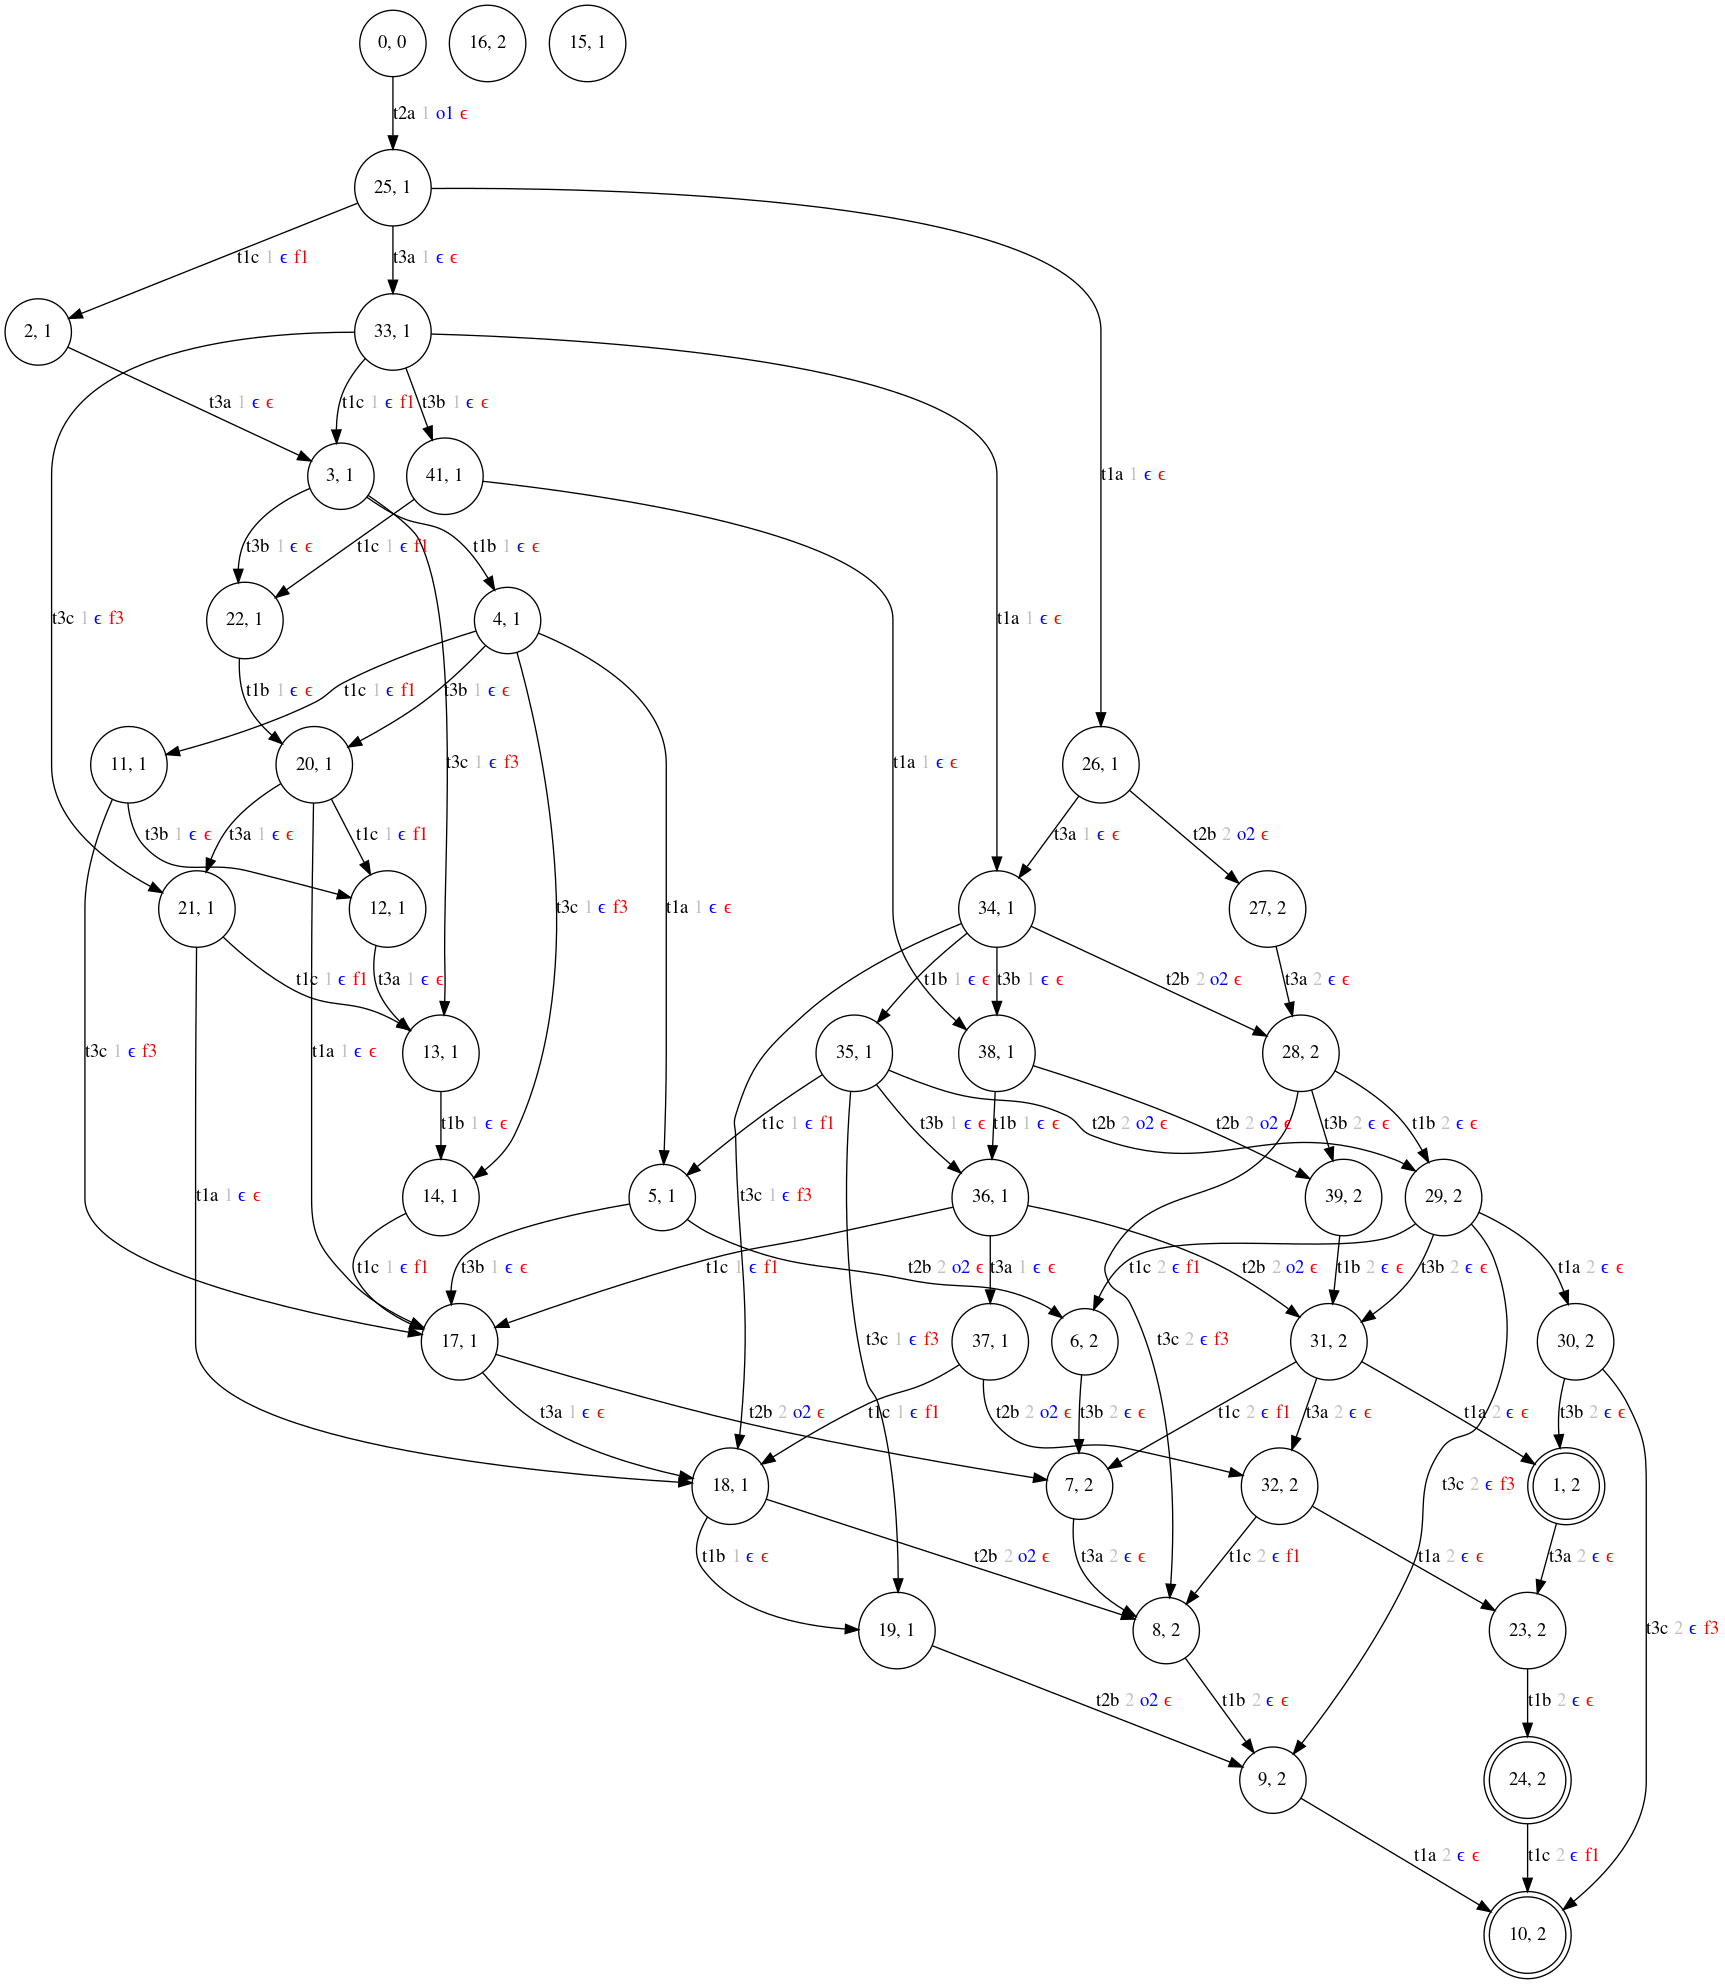 0, 0 16, 2 15, 1
t2a 1 o1 ϵ
25, 1
t1c 1 ϵ f1 t3a 1 ϵ ϵ
2, 1 33, 1
t3a 1 ϵ ϵ t1c 1 ϵ f1 t3b 1 ϵ ϵ
3, 1 41, 1 t1a 1 ϵ ϵ
t3b 1 ϵ ϵ t1c 1 ϵ f1 t1b 1 ϵ ϵ
t3c 1 ϵ f3 22, 1 4, 1 t1a 1 ϵ ϵ
t1b 1 ϵ ϵ t1c 1 ϵ f1 t3b 1 ϵ ϵ
11, 1 20, 1 t3c 1 ϵ f3 t1a 1 ϵ ϵ 26, 1
t3b 1 ϵ ϵ t3a 1 ϵ ϵ t1c 1 ϵ f1 t3a 1 ϵ ϵ t2b 2 o2 ϵ
21, 1 12, 1 t3c 1 ϵ f3 t1a 1 ϵ ϵ 34, 1 27, 2
t1c 1 ϵ f1 t3a 1 ϵ ϵ t1b 1 ϵ ϵ t3b 1 ϵ ϵ t2b 2 o2 ϵ t3a 2 ϵ ϵ
t3c 1 ϵ f3 t1a 1 ϵ ϵ 13, 1 35, 1 38, 1 28, 2
t1b 1 ϵ ϵ t1c 1 ϵ f1 t3b 1 ϵ ϵ t1b 1 ϵ ϵ t2b 2 o2 ϵ t2b 2 o2 ϵ t3b 2 ϵ ϵ t1b 2 ϵ ϵ
t1a 1 ϵ ϵ 14, 1 5, 1 t3c 1 ϵ f3 36, 1 39, 2 29, 2
t1c 1 ϵ f1 t3b 1 ϵ ϵ t1c 1 ϵ f1 t2b 2 o2 ϵ t3a 1 ϵ ϵ t1c 2 ϵ f1 t2b 2 o2 ϵ t1b 2 ϵ ϵ t3b 2 ϵ ϵ t1a 2 ϵ ϵ
17, 1 t3c 1 ϵ f3 37, 1 6, 2 t3c 2 ϵ f3 31, 2 30, 2
t3a 1 ϵ ϵ t2b 2 o2 ϵ t1c 1 ϵ f1 t2b 2 o2 ϵ t3b 2 ϵ ϵ t1c 2 ϵ f1 t3a 2 ϵ ϵ t1a 2 ϵ ϵ t3b 2 ϵ ϵ
18, 1 7, 2 32, 2 t3c 2 ϵ f3 1, 2
t1b 1 ϵ ϵ t2b 2 o2 ϵ t3a 2 ϵ ϵ t1c 2 ϵ f1 t1a 2 ϵ ϵ t3a 2 ϵ ϵ
19, 1 8, 2 23, 2 t3c 2 ϵ f3
t2b 2 o2 ϵ t1b 2 ϵ ϵ t1b 2 ϵ ϵ
9, 2 24, 2
t1a 2 ϵ ϵ t1c 2 ϵ f1
10, 2